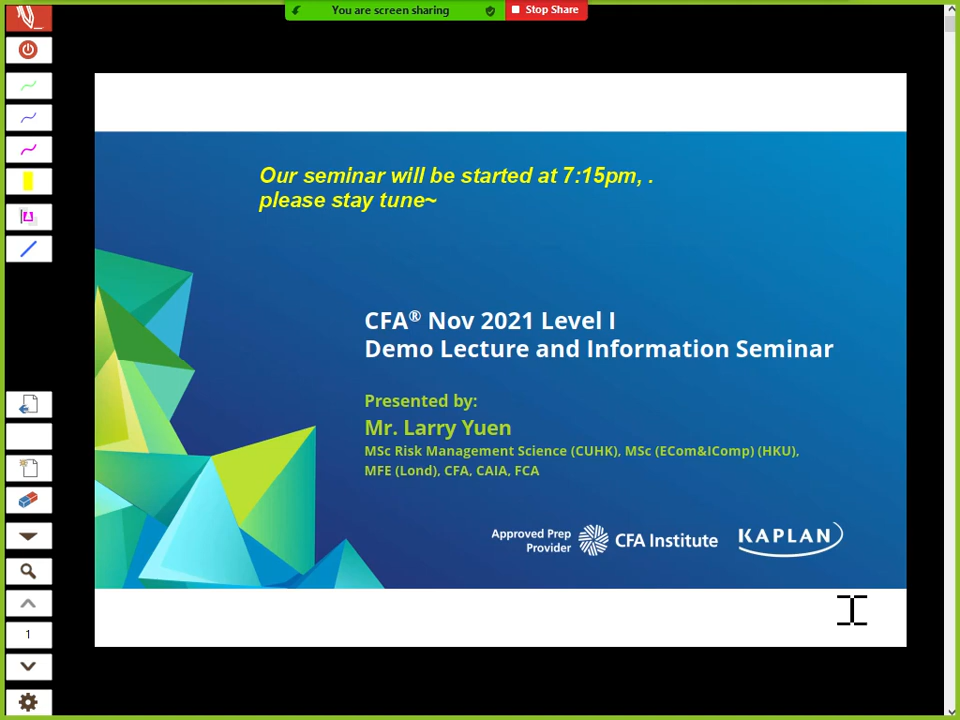 You are screen sharing
Stop Share
Our seminar will be started at 7:15pm, .
please stay tune~
CFA® Nov 2021 Level I
Demo Lecture and Information Seminar
Presented by:
Mr. Larry Yuen
MSc Risk Management Science (CUHK), MSc (ECom&IComp) (HKU),
MFE (Lond), CFA, CAIA, FCA
Approved Prep
Provider
CFA Institute
KAPLAN
1